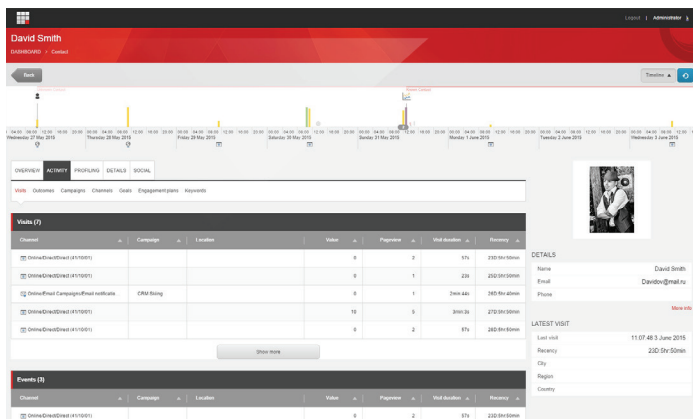 Logout | Administrator
David Smith
DASHBOARD > Contact
Back
Timeline
Wednesday 27 May 2015 Thursday 28 May 2015 Friday 29 May 2015 Saturday 30 May 2015 Sunday 31 May 2015 Monday 1 June 2015 Tuesday 2 June 2015 Wednesday 3 June 2015
OVERVIEW ACTIVITY PROFILING DETAILS SOCIAL
Visits Outcomes Campaigns Channels Goals Engagement plans Keywords
Visits (7)
Channel Campaign Location Value Pageview Visit duration Recency
Online/Direct/Direct (41/10/01) 0 2 57s 23D:5hr:50min
Online/Direct/Direct (41/10/01) 0 1 23s 25D:5hr:50min
Online/Email Campaigns/Email notificatio 0 1 2min:44s 26D:5hr:40min
Online/Direct/Direct (41/10/01) 10 5 3min:3s 27D:5hr:50min
Online/Direct/Direct (41/10/01) 0 2 57s 28D:5hr:50min
Show more
Events (3)
Channel Campaign Location Value Pageview Visit duration Recency
Online/Direct/Direct (41/10/01) 0 2 57s 23D:5hr:50min
DETAILS
Name David Smith
Email Davidov@mail.ru
Phone
More info
LATEST VISIT
Last visit 11:07:48 3 June 2015
Recency 23D:5hr:50min
City
Region
Country